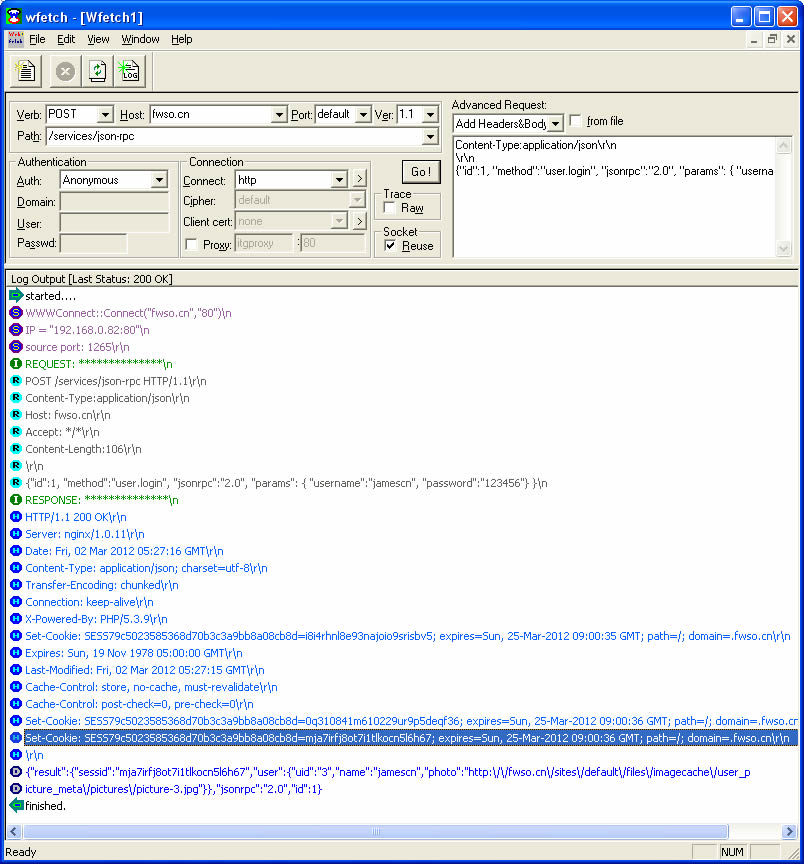 wfetch - [Wfetch1]
File Edit View Window Help
LOG
Verb: POST Host: fwso.cn Port: default Ver: 1.1
Path: /services/json-rpc
Advanced Request:
Add Headers&Body from file
Content-Type:application/json\r\n
\r\n
{"id":1, "method":"user.login", "jsonrpc":"2.0", "params": { "userna
Authentication
Auth: Anonymous
Domain:
User:
Passwd:
Connection
Connect: http >
Cipher: default
Client cert: none >
Proxy: itgproxy : 80
Go!
Trace
Raw
Socket
Reuse
Log Output [Last Status: 200 OK]
started....
S WWWConnect::Connect("fwso.cn","80")\n
S IP = "192.168.0.82:80"\n
S source port: 1265\r\n
I REQUEST: **************\n
R POST /services/json-rpc HTTP/1.1\r\n
R Content-Type:application/json\r\n
R Host: fwso.cn\r\n
R Accept: */*\r\n
R Content-Length:106\r\n
R \r\n
R {"id":1, "method":"user.login", "jsonrpc":"2.0", "params": { "username":"jamescn", "password":"123456"} }\n
I RESPONSE: **************\n
H HTTP/1.1 200 OK\r\n
H Server: nginx/1.0.11\r\n
H Date: Fri, 02 Mar 2012 05:27:16 GMT\r\n
H Content-Type: application/json; charset=utf-8\r\n
H Transfer-Encoding: chunked\r\n
H Connection: keep-alive\r\n
H X-Powered-By: PHP/5.3.9\r\n
H Set-Cookie: SESS79c5023585368d70b3c3a9bb8a08cb8d=i8i4rhnl8e93najoio9srisbv5; expires=Sun, 25-Mar-2012 09:00:35 GMT; path=/; domain=.fwso.cn\r\n
H Expires: Sun, 19 Nov 1978 05:00:00 GMT\r\n
H Last-Modified: Fri, 02 Mar 2012 05:27:15 GMT\r\n
H Cache-Control: store, no-cache, must-revalidate\r\n
H Cache-Control: post-check=0, pre-check=0\r\n
H Set-Cookie: SESS79c5023585368d70b3c3a9bb8a08cb8d=0q310841m610229ur9p5deqf36; expires=Sun, 25-Mar-2012 09:00:36 GMT; path=/; domain=.fwso.cn
H Set-Cookie: SESS79c5023585368d70b3c3a9bb8a08cb8d=mja7irfj8ot7i1tlkocn5l6h67; expires=Sun, 25-Mar-2012 09:00:36 GMT; path=/; domain=.fwso.cn\r\n
H \r\n
D {"result":{"sessid":"mja7irfj8ot7i1tlkocn5l6h67","user":{"uid":"3","name":"jamescn","photo":"http:\/\/fwso.cn\/sites\/default\/files\/imagecache\/user_p
D icture_meta\/pictures\/picture-3.jpg"}},"jsonrpc":"2.0","id":1}
finished.
Ready NUM